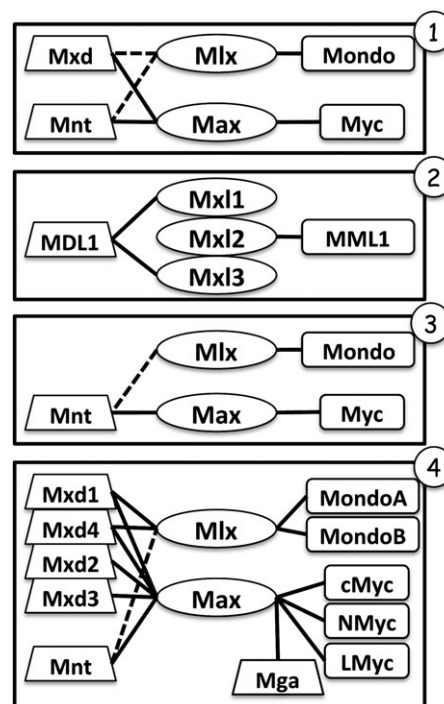 1
Mxd Mlx Mondo
Mnt Max Myc
2
Mxl1
MDL1 Mxl2 MML1
Mxl3
3
Mlx Mondo
Mnt Max Myc
4
Mxd1 MondoA
Mxd4 Mlx MondoB
Mxd2
Mxd3 Max cMyc
NMyc
Mnt LMyc
Mga